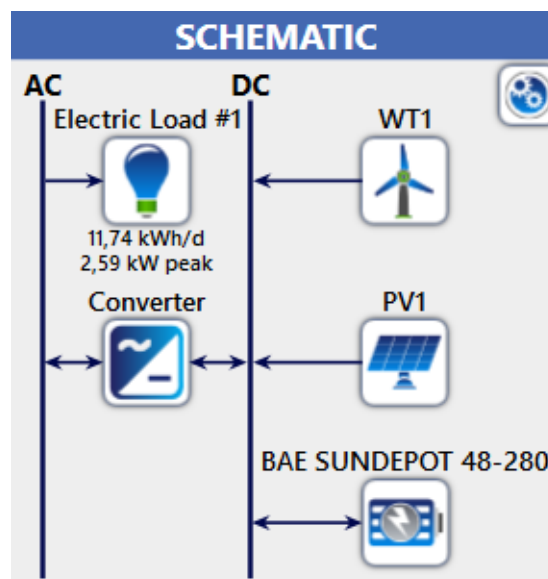 SCHEMATIC
AC DC
Electric Load #1 WT1
11,74 kWh/d
2,59 kW peak
Converter PV1
BAE SUNDEPOT 48-280